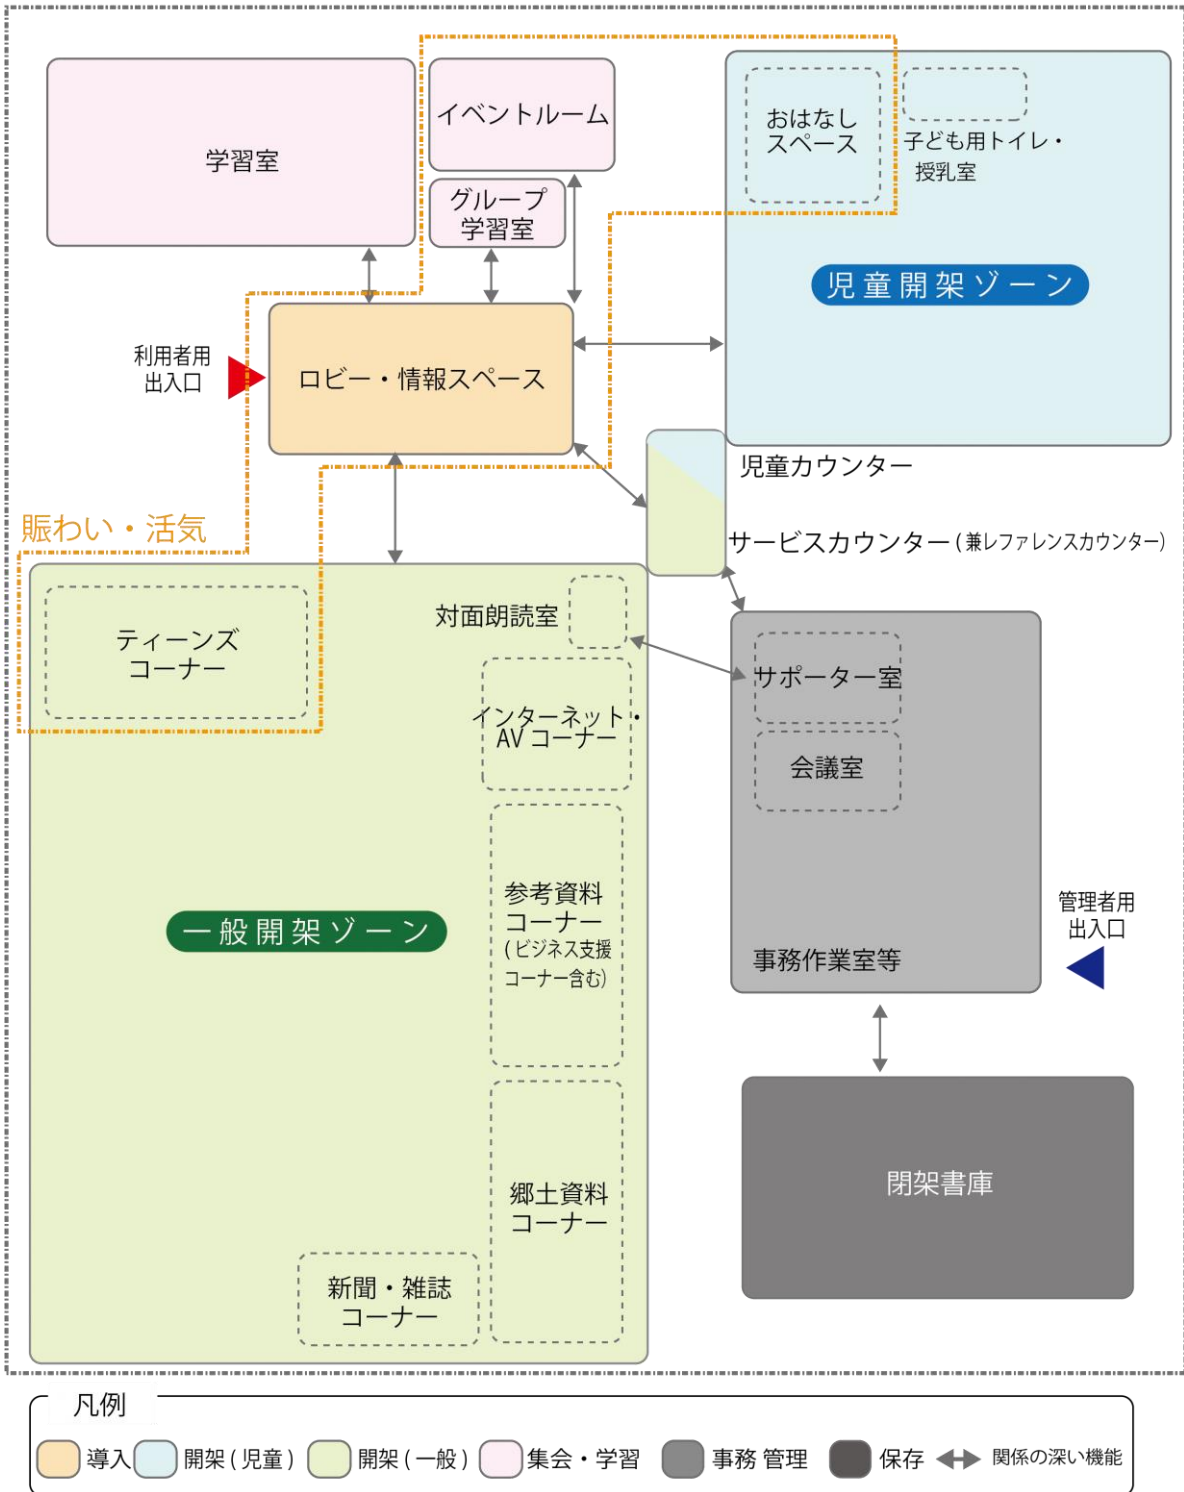 学習室
イベントルーム
グループ
学習室
おはなし
スペース
子ども用トイレ・
授乳室
児童開架ゾーン
利用者用
出入口
ロビー・情報スペース
児童カウンター
サービスカウンター(兼レファレンスカウンター)
賑わい・活気
ティーンズ
コーナー
対面朗読室
インターネット・
AVコーナー
サポーター室
会議室
参考資料
コーナー
(ビジネス支援
コーナー含む)
一般開架ゾーン
事務作業室等
管理者用
出入口
郷土資料
コーナー
新聞・雑誌
コーナー
閉架書庫
凡例
導入 開架(児童) 開架(一般) 集会・学習 事務 管理 保存 関係の深い機能